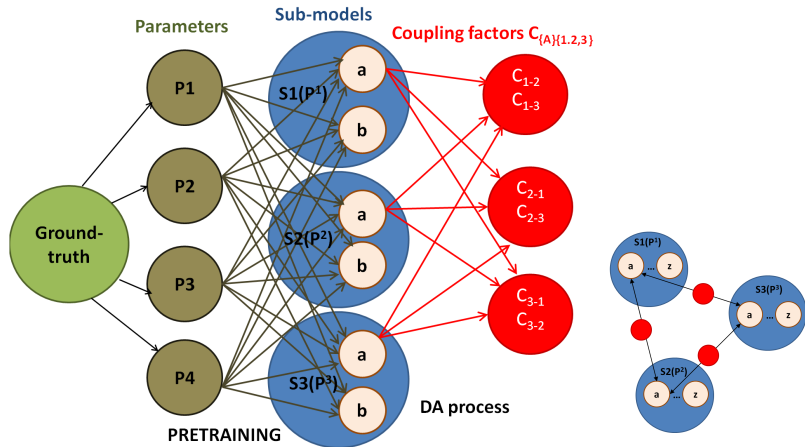 Parameters
Sub-models
Coupling factors C{A}{1.2,3}
Ground-
truth
P1
P2
P3
P4
S1(P¹)
a
b
S2(P²)
a
b
S3(P³)
a
b
C1-2
C1-3
C2-1
C2-3
C3-1
C3-2
PRETRAINING
DA process
S1(P¹)
a ... z
S3(P³)
a ... z
S2(P²)
a ... z